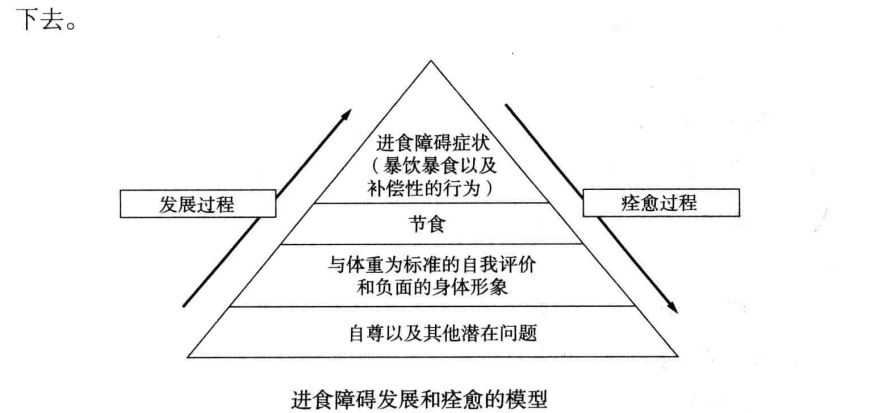 下去。
进食障碍症状
（暴饮暴食以及
补偿性的行为）
发展过程
痊愈过程
节食
与体重为标准的自我评价
和负面的身体形象
自尊以及其他潜在问题
进食障碍发展和痊愈的模型